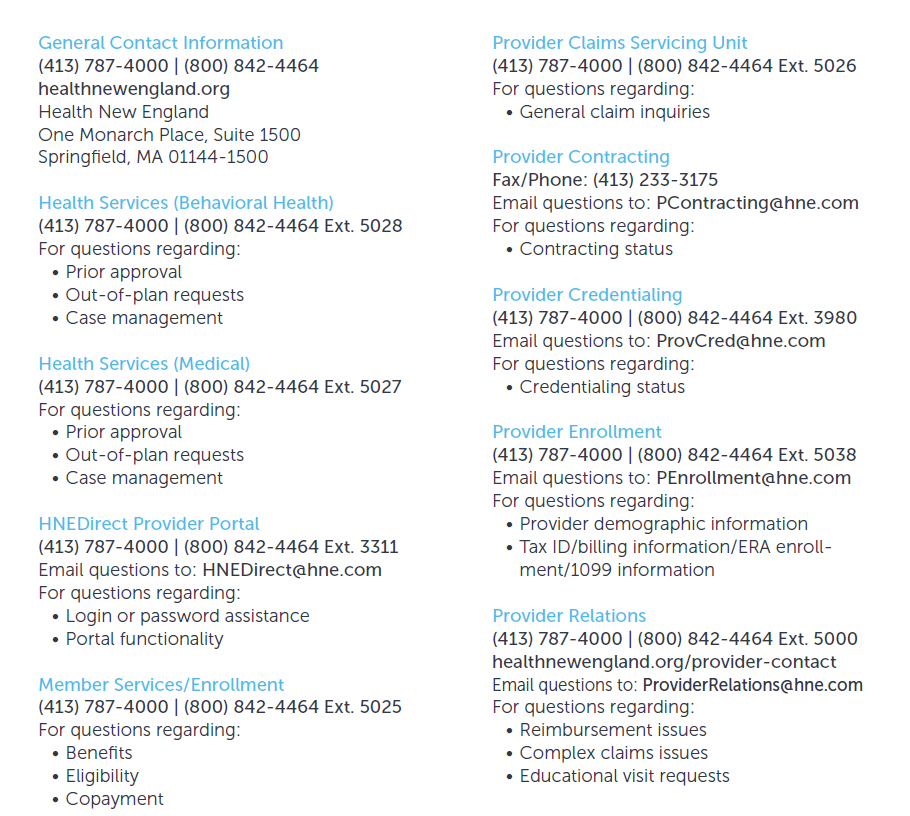 General Contact Information
(413) 787-4000 | (800) 842-4464
healthnewengland.org
Health New England
One Monarch Place, Suite 1500
Springfield, MA 01144-1500
Health Services (Behavioral Health)
(413) 787-4000 | (800) 842-4464 Ext. 5028
For questions regarding:
• Prior approval
• Out-of-plan requests
• Case management
Health Services (Medical)
(413) 787-4000 | (800) 842-4464 Ext. 5027
For questions regarding:
• Prior approval
• Out-of-plan requests
• Case management
HNEDirect Provider Portal
(413) 787-4000 | (800) 842-4464 Ext. 3311
Email questions to: HNEDirect@hne.com
For questions regarding:
• Login or password assistance
• Portal functionality
Member Services/Enrollment
(413) 787-4000 | (800) 842-4464 Ext. 5025
For questions regarding:
• Benefits
• Eligibility
• Copayment
Provider Claims Servicing Unit
(413) 787-4000 | (800) 842-4464 Ext. 5026
For questions regarding:
• General claim inquiries
Provider Contracting
Fax/Phone: (413) 233-3175
Email questions to: PContracting@hne.com
For questions regarding:
• Contracting status
Provider Credentialing
(413) 787-4000 | (800) 842-4464 Ext. 3980
Email questions to: ProvCred@hne.com
For questions regarding:
• Credentialing status
Provider Enrollment
(413) 787-4000 | (800) 842-4464 Ext. 5038
Email questions to: PEnrollment@hne.com
For questions regarding:
• Provider demographic information
• Tax ID/billing information/ERA enroll-
ment/1099 information
Provider Relations
(413) 787-4000 | (800) 842-4464 Ext. 5000
healthnewengland.org/provider-contact
Email questions to: ProviderRelations@hne.com
For questions regarding:
• Reimbursement issues
• Complex claims issues
• Educational visit requests